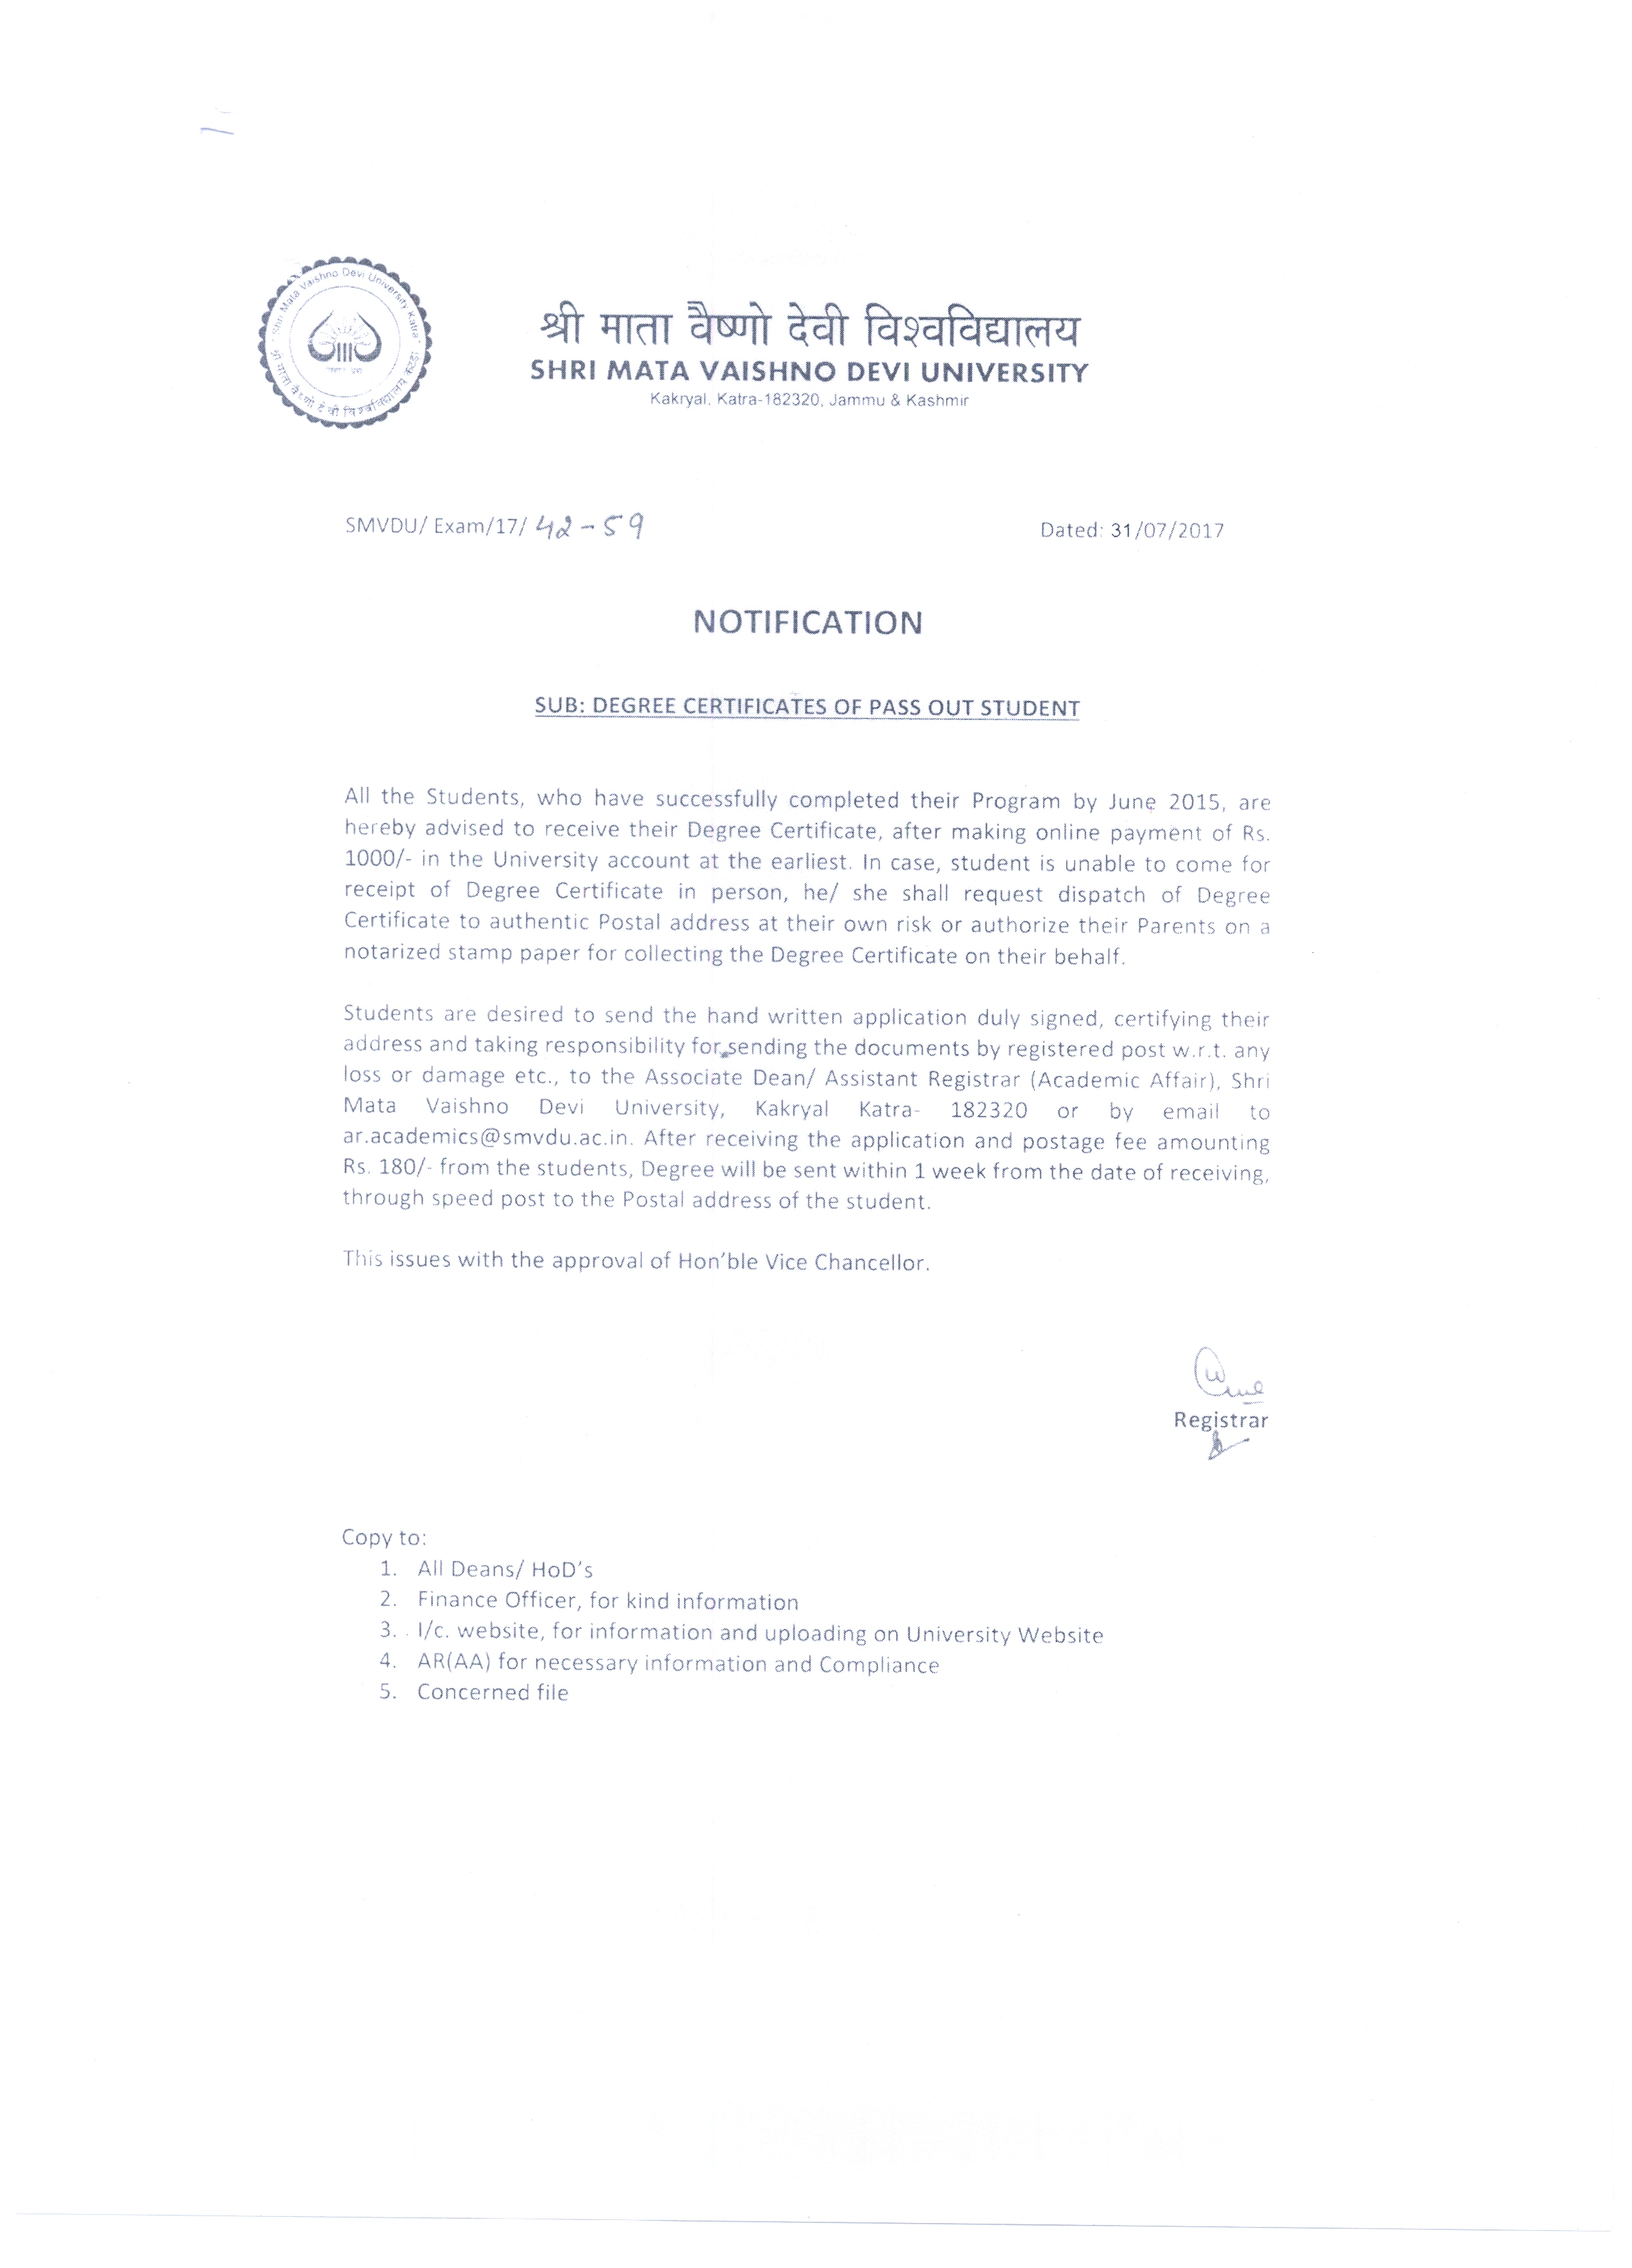 Shri Mata Vaishno Devi University Katra
श्री माता वैष्णो देवी विश्वविद्यालय कटड़ा
श्री माता वैष्णो देवी विश्वविद्यालय
SHRI MATA VAISHNO DEVI UNIVERSITY
Kakryal, Katra-182320, Jammu & Kashmir
SMVDU/ Exam/17/ 42-59
Dated: 31/07/2017
NOTIFICATION
SUB: DEGREE CERTIFICATES OF PASS OUT STUDENT
All the Students, who have successfully completed their Program by June 2015, are
hereby advised to receive their Degree Certificate, after making online payment of Rs.
1000/- in the University account at the earliest. In case, student is unable to come for
receipt of Degree Certificate in person, he/ she shall request dispatch of Degree
Certificate to authentic Postal address at their own risk or authorize their Parents on a
notarized stamp paper for collecting the Degree Certificate on their behalf.
Students are desired to send the hand written application duly signed, certifying their
address and taking responsibility for sending the documents by registered post w.r.t. any
loss or damage etc., to the Associate Dean/ Assistant Registrar (Academic Affair), Shri
Mata Vaishno Devi University, Kakryal Katra- 182320 or by email to
ar.academics@smvdu.ac.in. After receiving the application and postage fee amounting
Rs. 180/- from the students, Degree will be sent within 1 week from the date of receiving,
through speed post to the Postal address of the student.
This issues with the approval of Hon'ble Vice Chancellor.
Registrar
Copy to:
1. All Deans/ HoD's
2. Finance Officer, for kind information
3. I/c. website, for information and uploading on University Website
4. AR(AA) for necessary information and Compliance
5. Concerned file